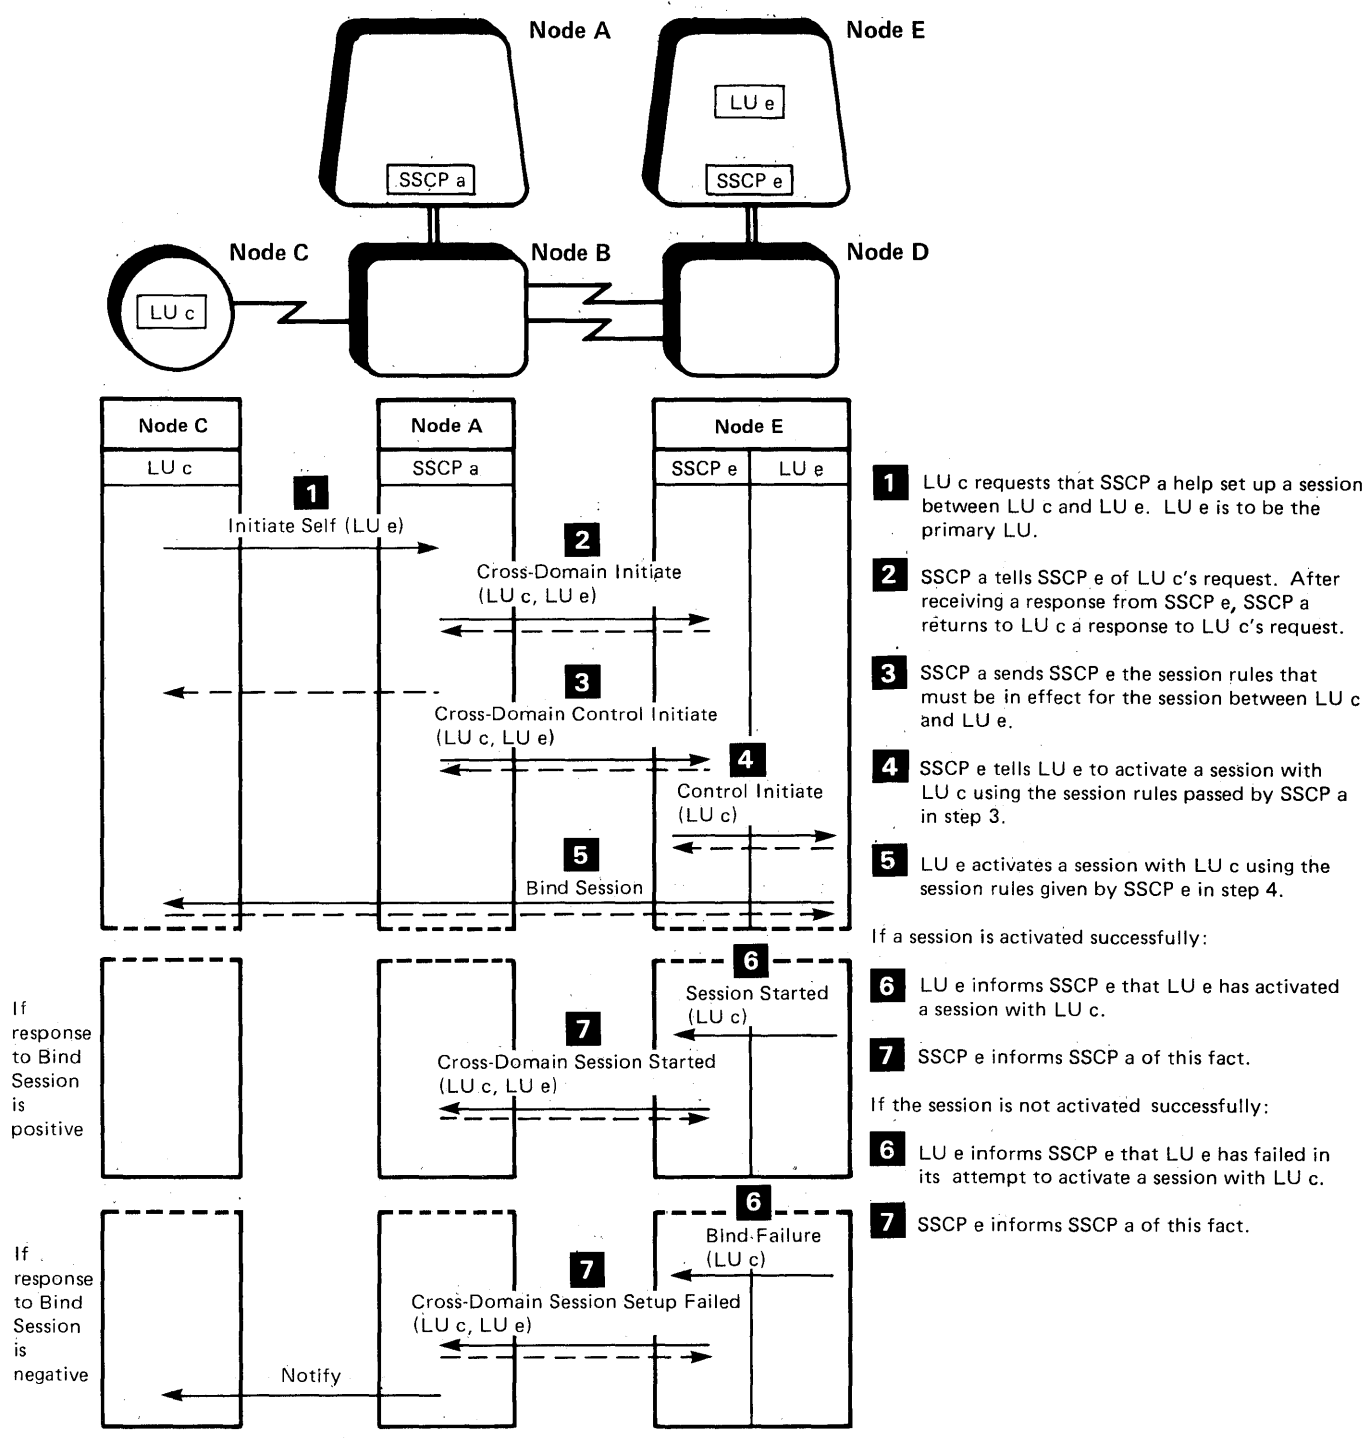 Node A
Node E
LU e
SSCP a
SSCP e
Node C
Node B
Node D
LU c
Node C
Node A
Node E
LU c
SSCP a
SSCP e
LU e
1
Initiate Self (LU e)
2
Cross-Domain Initiate
(LU c, LU e)
3
Cross-Domain Control Initiate
(LU c, LU e)
4
Control Initiate
(LU c)
5
Bind Session
If
response
to Bind
Session
is
positive
6
Session Started
(LU c)
7
Cross-Domain Session Started
(LU c, LU e)
If
response
to Bind
Session
is
negative
6
Bind Failure
(LU c)
7
Cross-Domain Session Setup Failed
(LU c, LU e)
Notify
1 LU c requests that SSCP a help set up a session
between LU c and LU e. LU e is to be the
primary LU.
2 SSCP a tells SSCP e of LU c's request. After
receiving a response from SSCP e, SSCP a
returns to LU c a response to LU c's request.
3 SSCP a sends SSCP e the session rules that
must be in effect for the session between LU c
and LU e.
4 SSCP e tells LU e to activate a session with
LU c using the session rules passed by SSCP a
in step 3.
5 LU e activates a session with LU c using the
session rules given by SSCP e in step 4.
If a session is activated successfully:
6 LU e informs SSCP e that LU e has activated
a session with LU c.
7 SSCP e informs SSCP a of this fact.
If the session is not activated successfully:
6 LU e informs SSCP e that LU e has failed in
its attempt to activate a session with LU c.
7 SSCP e informs SSCP a of this fact.